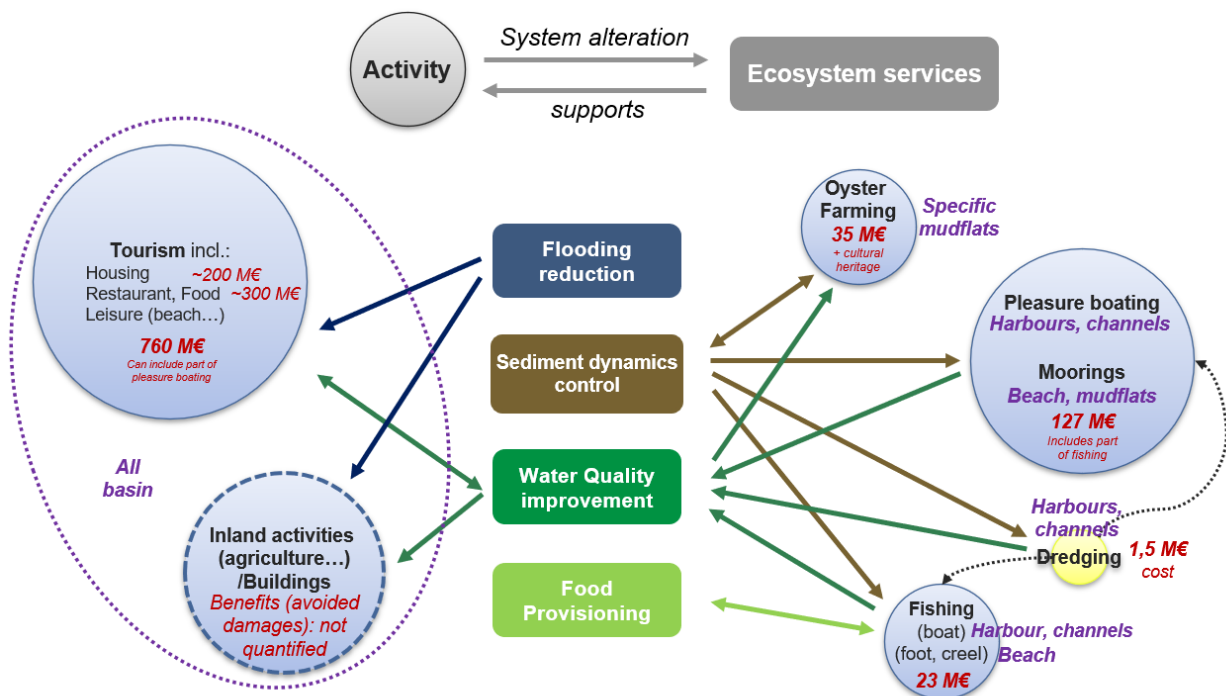 System alteration
Activity
Ecosystem services
supports
Tourism incl.:
Housing ~200 M€
Restaurant, Food ~300 M€
Leisure (beach…)
760 M€
Can include part of
pleasure boating
All
basin
Inland activities
(agriculture…)
/Buildings
Benefits (avoided
damages): not
quantified
Flooding
reduction
Sediment dynamics
control
Water Quality
improvement
Food
Provisioning
Oyster
Farming
35 M€
+ cultural
heritage
Specific
mudflats
Pleasure boating
Harbours, channels
Moorings
Beach, mudflats
127 M€
Includes part
of fishing
Harbours,
channels
Dredging
1,5 M€
cost
Fishing
(boat)
(foot, creel)
23 M€
Harbour, channels
Beach